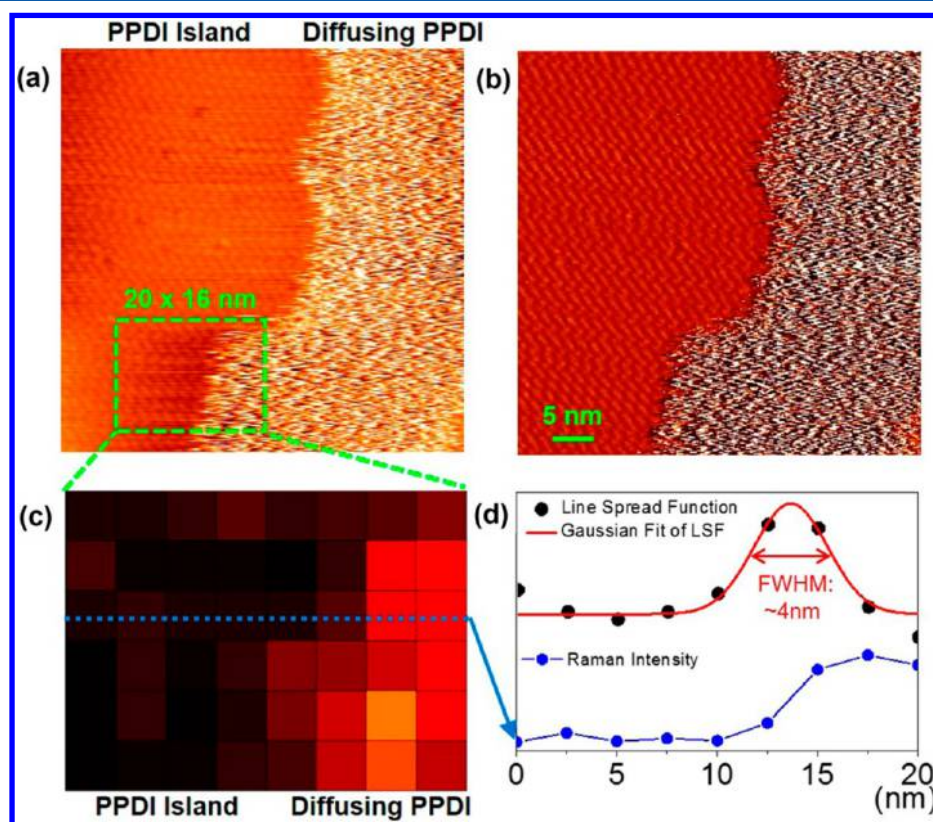 PPDI Island Diffusing PPDI
(a)
(b)
20 x 16 nm
5 nm
(c)
PPDI Island Diffusing PPDI
(d)
Line Spread Function
Gaussian Fit of LSF
FWHM:
~4nm
Raman Intensity
0 5 10 15 20
(nm)